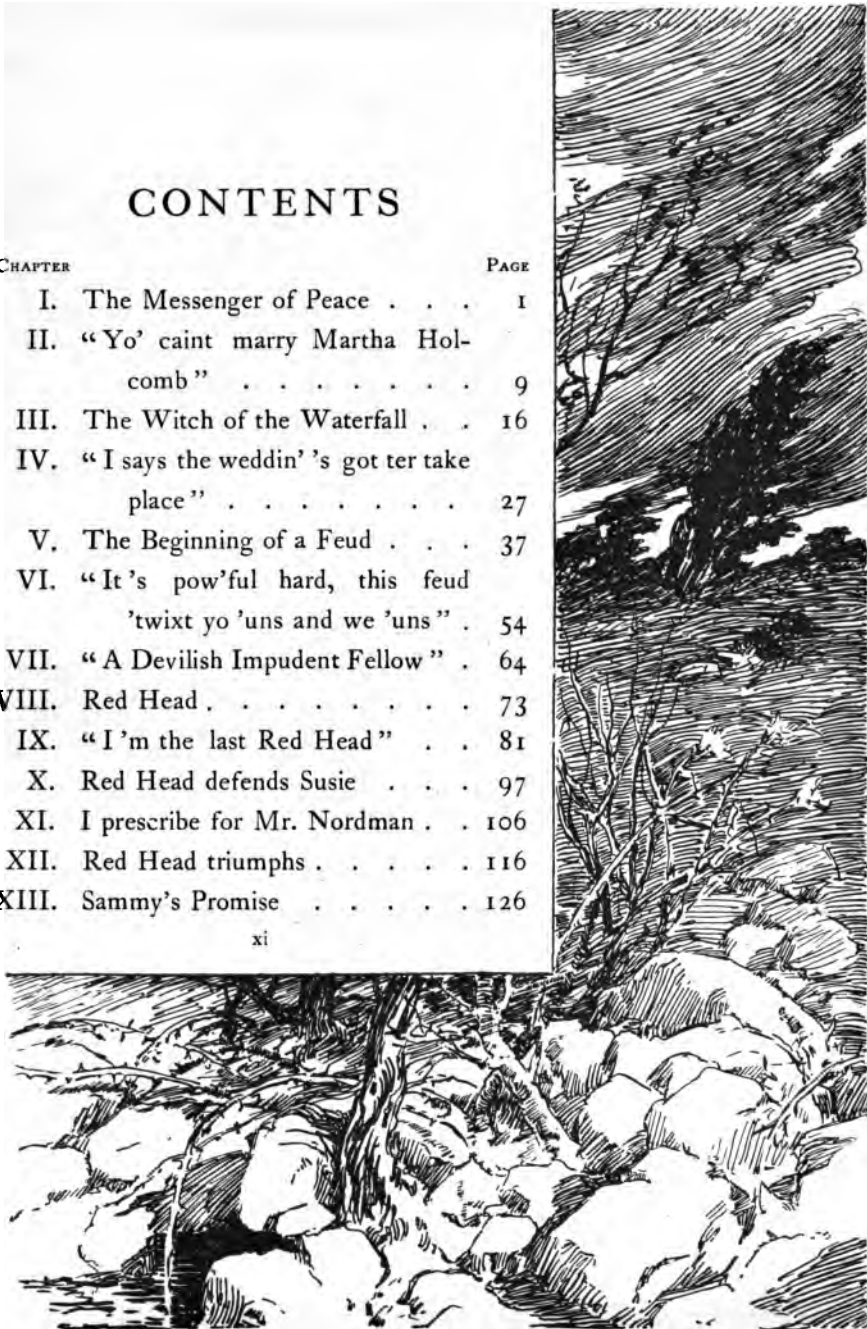 CONTENTS
CHAPTER PAGE
I. The Messenger of Peace . . . 1
II. “Yo’ caint marry Martha Hol-
comb” . . . . . . . 9
III. The Witch of the Waterfall . . 16
IV. “I says the weddin’ ’s got ter take
place” . . . . . . . 27
V. The Beginning of a Feud . . . 37
VI. “It ’s pow’ful hard, this feud
’twixt yo ’uns and we ’uns” . 54
VII. “A Devilish Impudent Fellow” . 64
VIII. Red Head . . . . . . . . 73
IX. “I ’m the last Red Head” . . 81
X. Red Head defends Susie . . . 97
XI. I prescribe for Mr. Nordman . . 106
XII. Red Head triumphs . . . . . 116
XIII. Sammy’s Promise . . . . . 126
xi